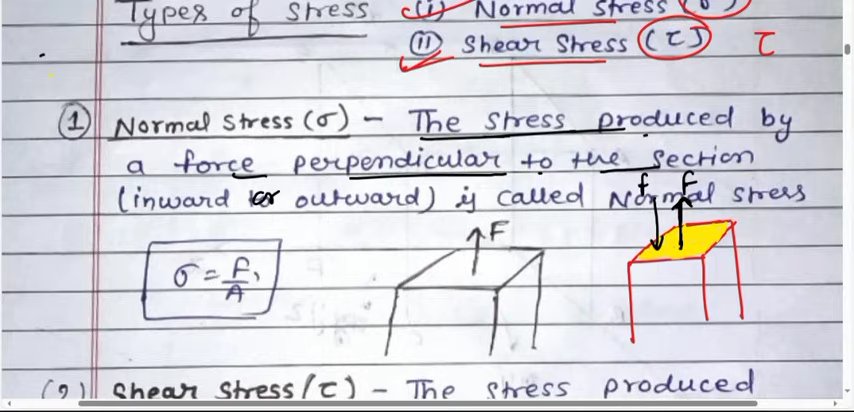 Types of stress (i) Normal stress (σ)
(ii) Shear Stress (τ) τ
① Normal stress (σ) - The stress produced by
a force perpendicular to the section
(inward or outward) is called Normal stress
f F
F
σ = F/A
(2) Shear stress (τ) - The stress produced